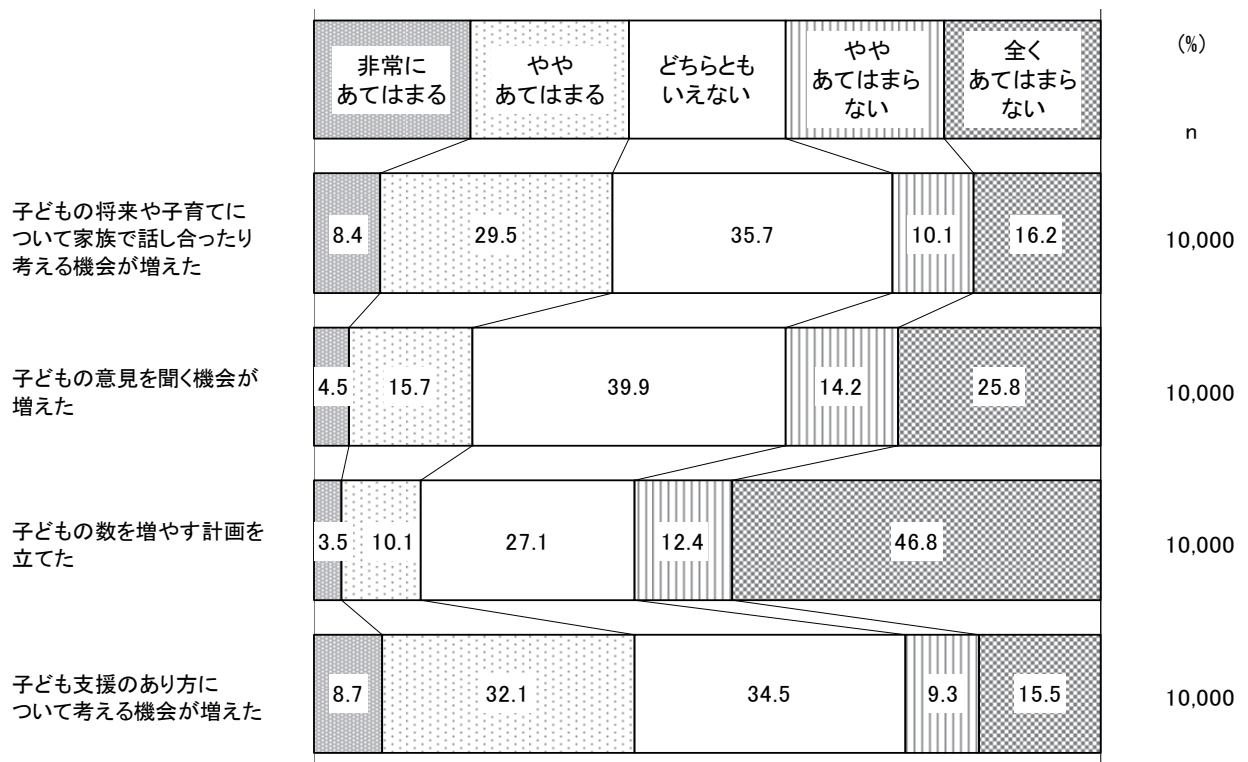 非常に
あてはまる
やや
あてはまる
どちらとも
いえない
やや
あてはまら
ない
全く
あてはまら
ない
(%)
n
子どもの将来や子育てに
ついて家族で話し合ったり
考える機会が増えた
8.4 29.5 35.7 10.1 16.2 10,000
子どもの意見を聞く機会が
増えた
4.5 15.7 39.9 14.2 25.8 10,000
子どもの数を増やす計画を
立てた
3.5 10.1 27.1 12.4 46.8 10,000
子ども支援のあり方に
ついて考える機会が増えた
8.7 32.1 34.5 9.3 15.5 10,000